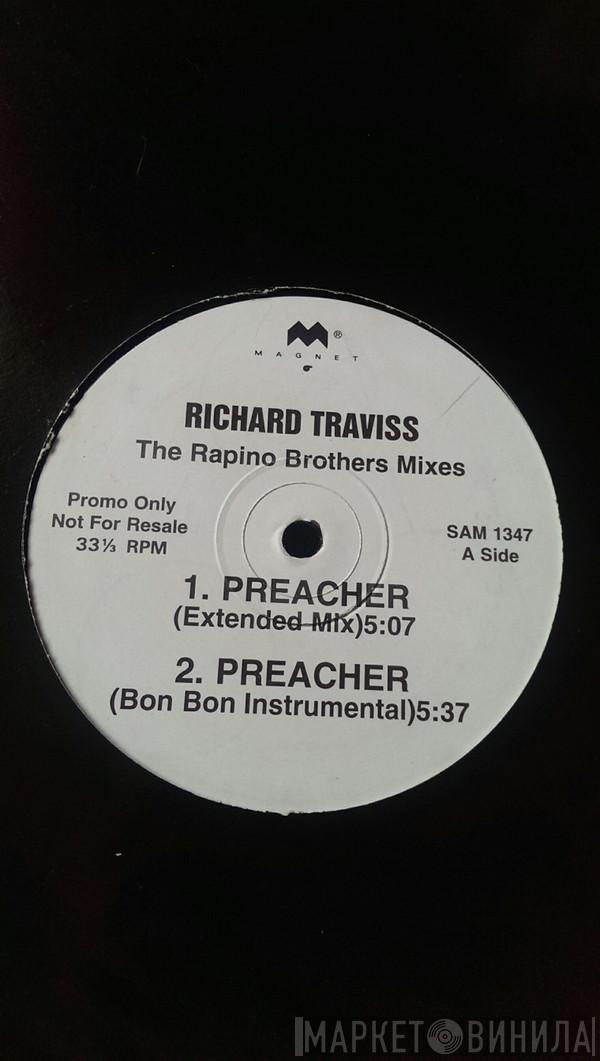 M ®
MAGNET
RICHARD TRAVISS
The Rapino Brothers Mixes
Promo Only
Not For Resale
33⅓ RPM
SAM 1347
A Side
1. PREACHER
(Extended Mix)5:07
2. PREACHER
(Bon Bon Instrumental)5:37
МАРКЕТ ВИНИЛА